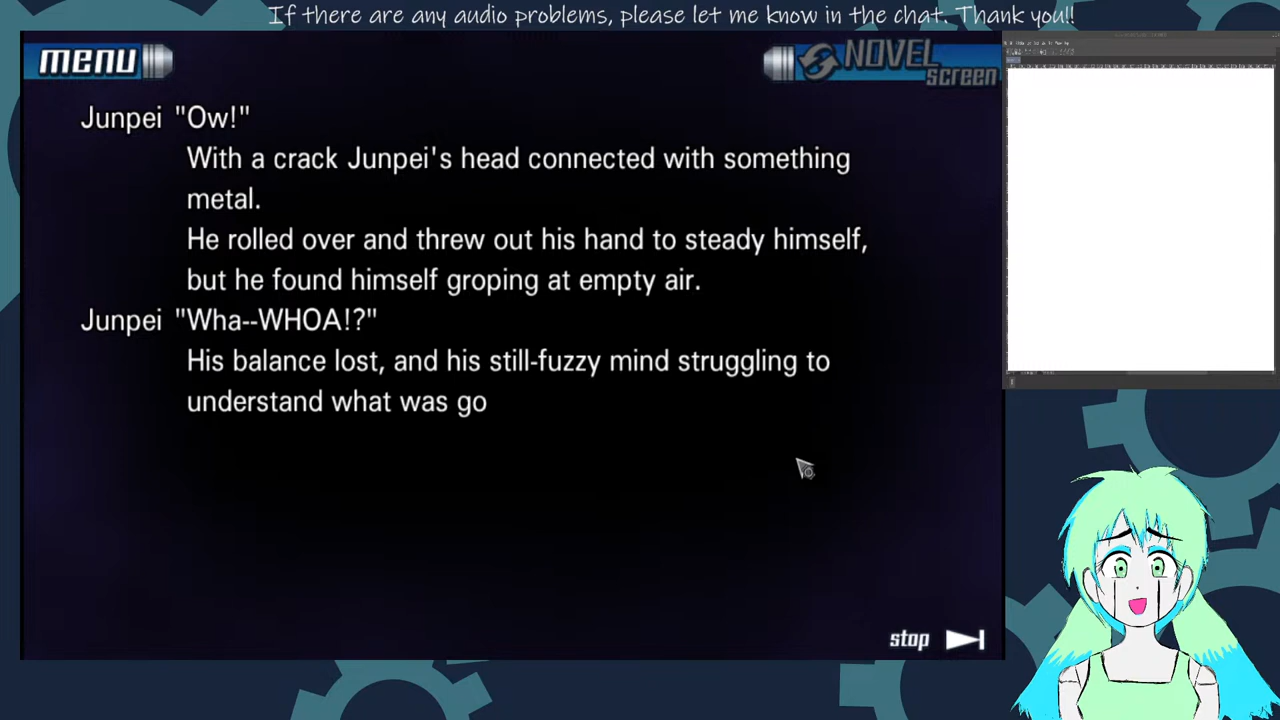 If there are any audio problems, please let me know in the chat. Thank you!!
menu
NOVEL
screen
Junpei "Ow!"
With a crack Junpei's head connected with something
metal.
He rolled over and threw out his hand to steady himself,
but he found himself groping at empty air.
Junpei "Wha--WHOA!?"
His balance lost, and his still-fuzzy mind struggling to
understand what was go
stop